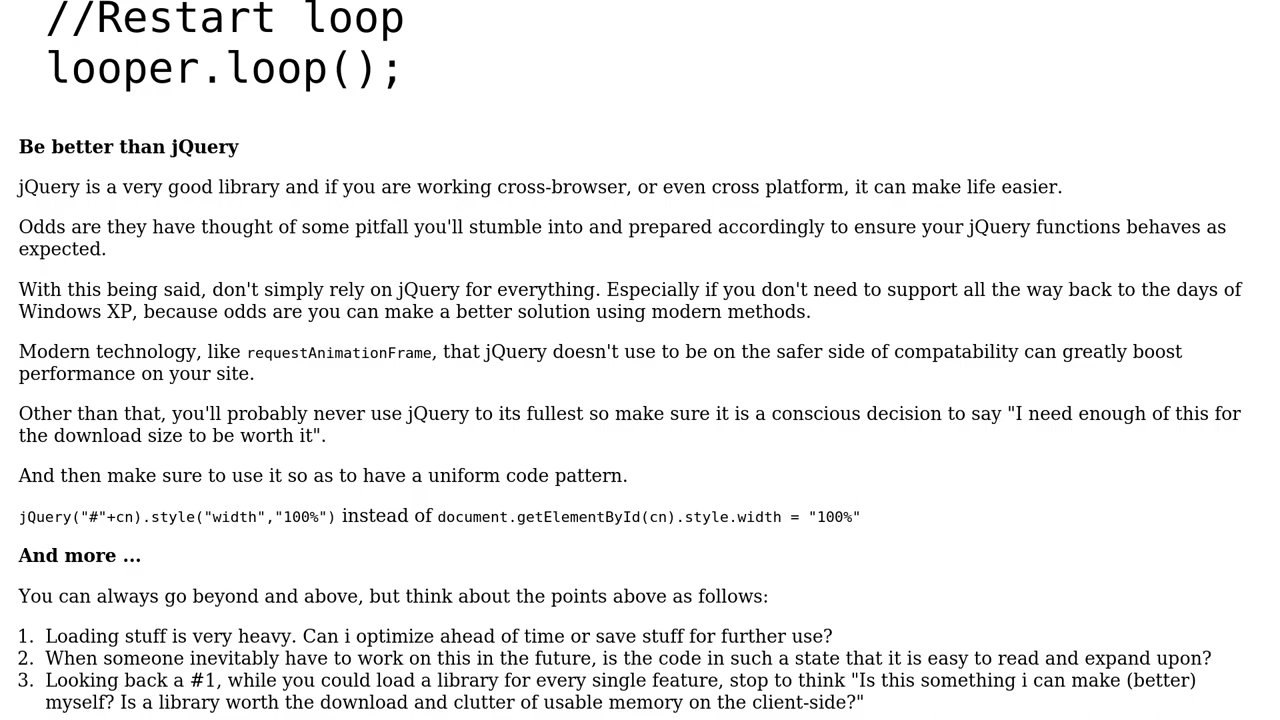 //Restart loop
looper.loop();
Be better than jQuery
jQuery is a very good library and if you are working cross-browser, or even cross platform, it can make life easier.
Odds are they have thought of some pitfall you'll stumble into and prepared accordingly to ensure your jQuery functions behaves as
expected.
With this being said, don't simply rely on jQuery for everything. Especially if you don't need to support all the way back to the days of
Windows XP, because odds are you can make a better solution using modern methods.
Modern technology, like requestAnimationFrame, that jQuery doesn't use to be on the safer side of compatability can greatly boost
performance on your site.
Other than that, you'll probably never use jQuery to its fullest so make sure it is a conscious decision to say "I need enough of this for
the download size to be worth it".
And then make sure to use it so as to have a uniform code pattern.
jQuery("#"+cn).style("width","100%") instead of document.getElementById(cn).style.width = "100%"
And more ...
You can always go beyond and above, but think about the points above as follows:
1. Loading stuff is very heavy. Can i optimize ahead of time or save stuff for further use?
2. When someone inevitably have to work on this in the future, is the code in such a state that it is easy to read and expand upon?
3. Looking back a #1, while you could load a library for every single feature, stop to think "Is this something i can make (better)
myself? Is a library worth the download and clutter of usable memory on the client-side?"